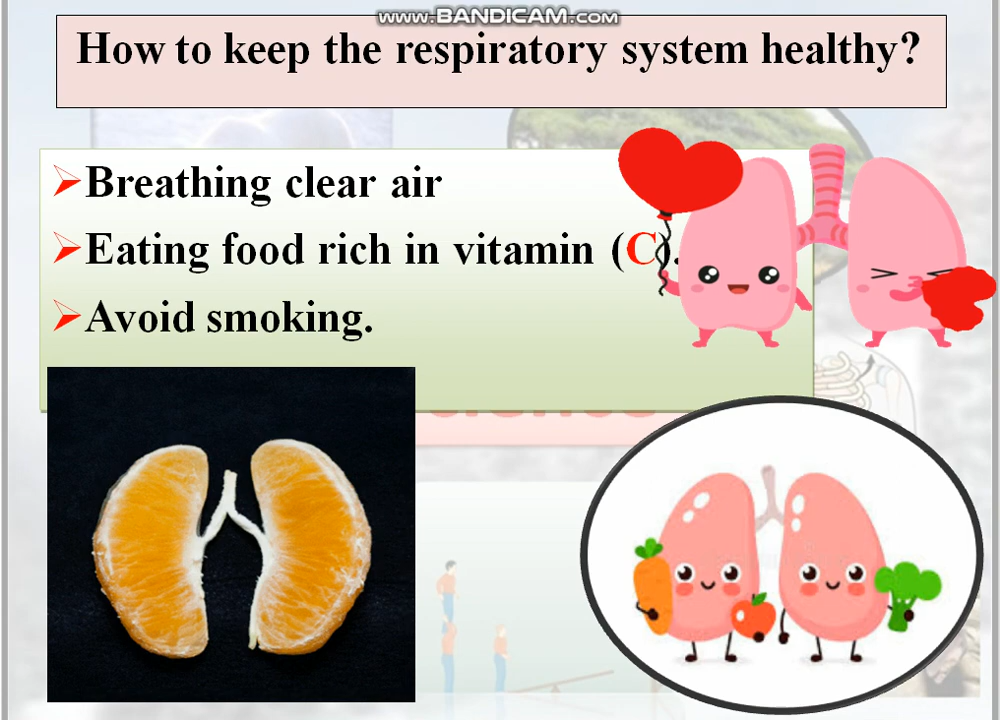 www.BANDICAM.com
How to keep the respiratory system healthy?
➢Breathing clear air
➢Eating food rich in vitamin (C).
➢Avoid smoking.